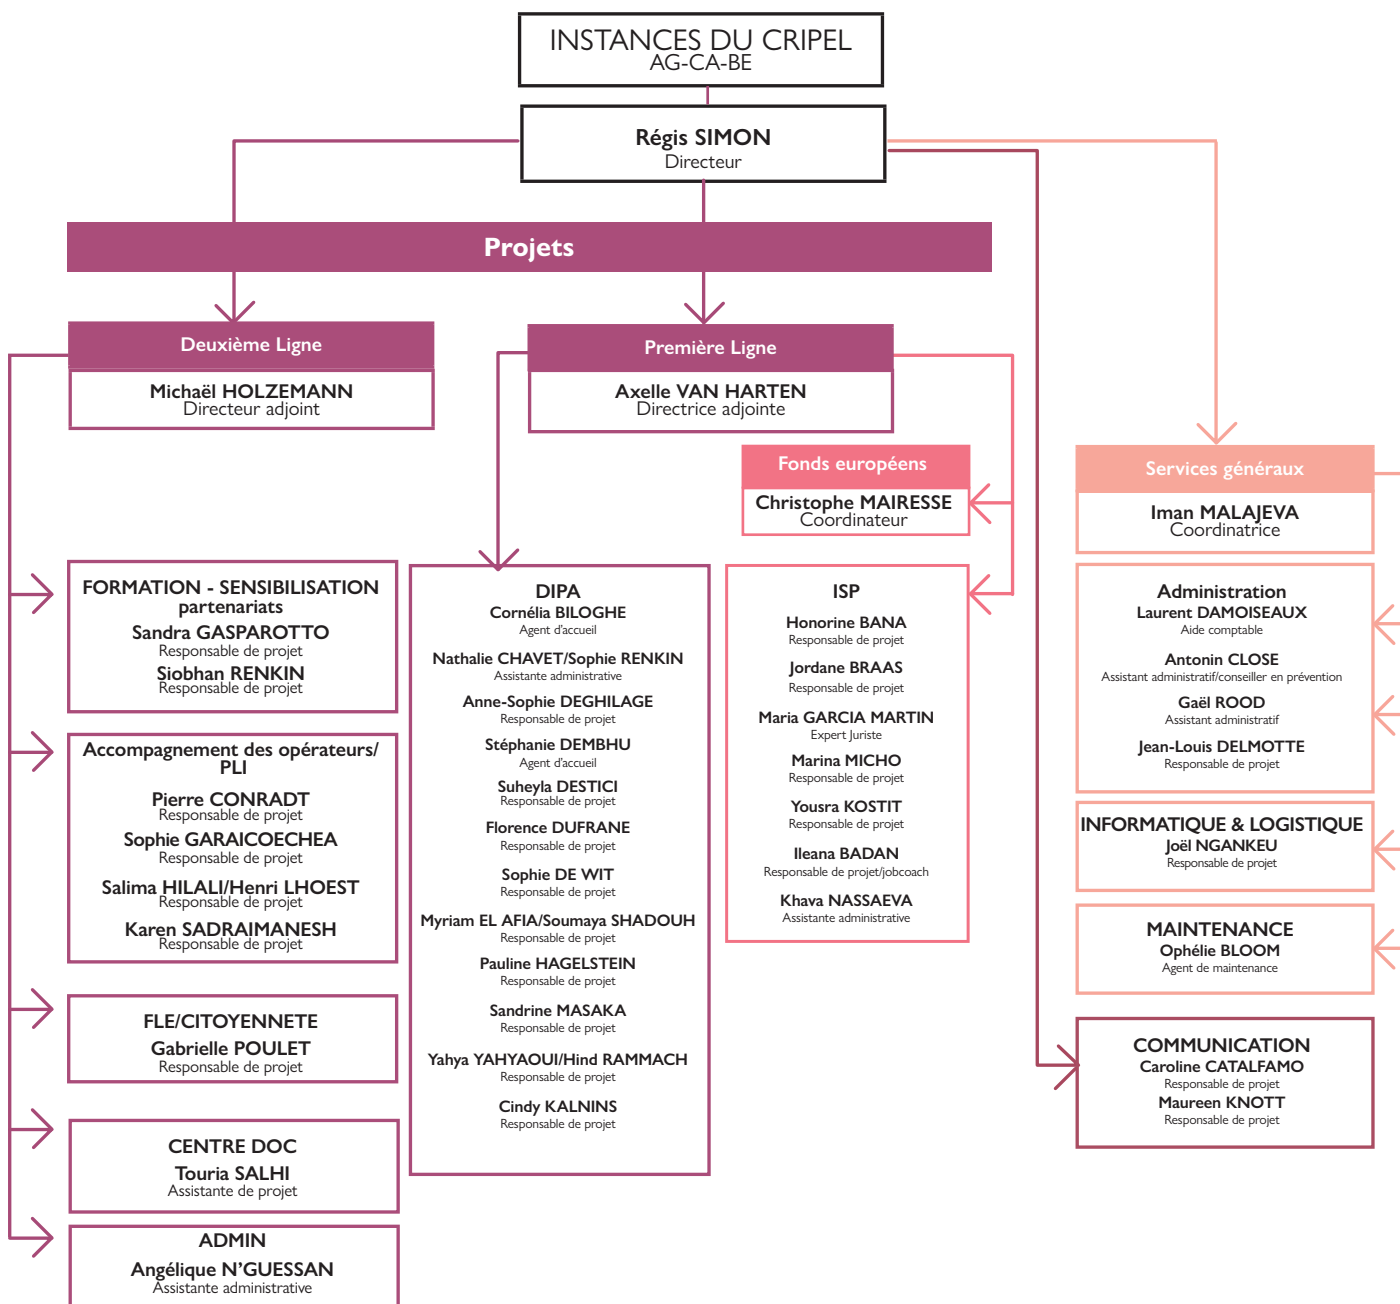 INSTANCES DU CRIPEL
AG-CA-BE
Régis SIMON
Directeur
Projets
Deuxième Ligne
Michaël HOLZEMANN
Directeur adjoint
Première Ligne
Axelle VAN HARTEN
Directrice adjointe
Fonds européens
Christophe MAIRESSE
Coordinateur
Services généraux
Iman MALAJEVA
Coordinatrice
FORMATION - SENSIBILISATION
partenariats
Sandra GASPAROTTO
Responsable de projet
Siobhan RENKIN
Responsable de projet
Accompagnement des opérateurs/
PLI
Pierre CONRADT
Responsable de projet
Sophie GARAICOECHEA
Responsable de projet
Salima HILALI/Henri LHOEST
Responsable de projet
Karen SADRAIMANESH
Responsable de projet
FLE/CITOYENNETE
Gabrielle POULET
Responsable de projet
CENTRE DOC
Touria SALHI
Assistante de projet
ADMIN
Angélique N’GUESSAN
Assistante administrative
DIPA
Cornélia BILOGHE
Agent d’accueil
Nathalie CHAVET/Sophie RENKIN
Assistante administrative
Anne-Sophie DEGHILAGE
Responsable de projet
Stéphanie DEMBHU
Agent d’accueil
Suheyla DESTICI
Responsable de projet
Florence DUFRANE
Responsable de projet
Sophie DE WIT
Responsable de projet
Myriam EL AFIA/Soumaya SHADOUH
Responsable de projet
Pauline HAGELSTEIN
Responsable de projet
Sandrine MASAKA
Responsable de projet
Yahya YAHYAOUI/Hind RAMMACH
Responsable de projet
Cindy KALNINS
Responsable de projet
ISP
Honorine BANA
Responsable de projet
Jordane BRAAS
Responsable de projet
Maria GARCIA MARTIN
Expert Juriste
Marina MICHO
Responsable de projet
Yousra KOSTIT
Responsable de projet
Ileana BADAN
Responsable de projet/jobcoach
Khava NASSAEVA
Assistante administrative
Administration
Laurent DAMOISEAUX
Aide comptable
Antonin CLOSE
Assistant administratif/conseiller en prévention
Gaël ROOD
Assistant administratif
Jean-Louis DELMOTTE
Responsable de projet
INFORMATIQUE & LOGISTIQUE
Joël NGANKEU
Responsable de projet
MAINTENANCE
Ophélie BLOOM
Agent de maintenance
COMMUNICATION
Caroline CATALFAMO
Responsable de projet
Maureen KNOTT
Responsable de projet